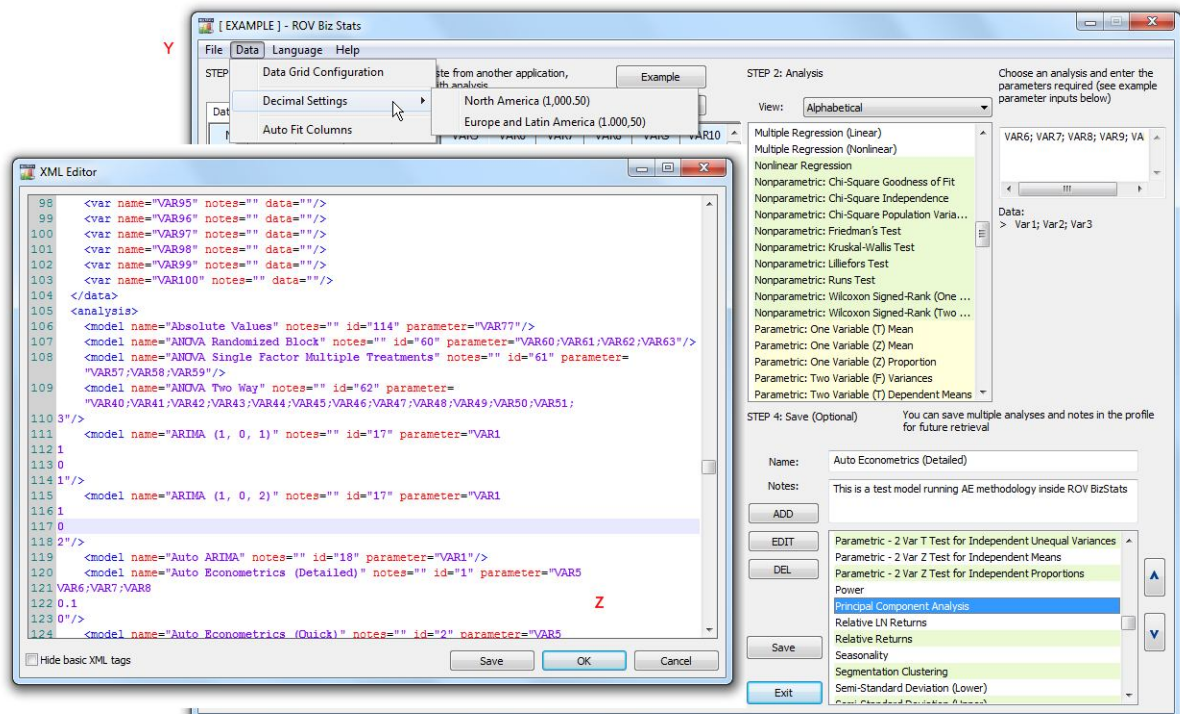 [ EXAMPLE ] - ROV Biz Stats
Y
File Data Language Help
STEP
Data Grid Configuration
Decimal Settings
Auto Fit Columns
North America (1,000.50)
Europe and Latin America (1.000,50)
ste from another application,
Example
VAR10
STEP 2: Analysis
Choose an analysis and enter the
parameters required (see example
parameter inputs below)
View: Alphabetical
Multiple Regression (Linear)
Multiple Regression (Nonlinear)
Nonlinear Regression
Nonparametric: Chi-Square Goodness of Fit
Nonparametric: Chi-Square Independence
Nonparametric: Chi-Square Population Varia...
Nonparametric: Friedman's Test
Nonparametric: Kruskal-Wallis Test
Nonparametric: Lilliefors Test
Nonparametric: Runs Test
Nonparametric: Wilcoxon Signed-Rank (One ...
Nonparametric: Wilcoxon Signed-Rank (Two ...
Parametric: One Variable (T) Mean
Parametric: One Variable (Z) Mean
Parametric: One Variable (Z) Proportion
Parametric: Two Variable (F) Variances
Parametric: Two Variable (T) Dependent Means
VAR6; VAR7; VAR8; VAR9; VA
Data:
> Var1; Var2; Var3
XML Editor
98 <var name="VAR95" notes="" data=""/>
99 <var name="VAR96" notes="" data=""/>
100 <var name="VAR97" notes="" data=""/>
101 <var name="VAR98" notes="" data=""/>
102 <var name="VAR99" notes="" data=""/>
103 <var name="VAR100" notes="" data=""/>
104 </data>
105 <analysis>
106 <model name="Absolute Values" notes="" id="114" parameter="VAR77"/>
107 <model name="ANOVA Randomized Block" notes="" id="60" parameter="VAR60;VAR61;VAR62;VAR63"/>
108 <model name="ANOVA Single Factor Multiple Treatments" notes="" id="61" parameter=
"VAR57;VAR58;VAR59"/>
109 <model name="ANOVA Two Way" notes="" id="62" parameter=
"VAR40;VAR41;VAR42;VAR43;VAR44;VAR45;VAR46;VAR47;VAR48;VAR49;VAR50;VAR51;
110 3"/>
111 <model name="ARIMA (1, 0, 1)" notes="" id="17" parameter="VAR1
112 1
113 0
114 1"/>
115 <model name="ARIMA (1, 0, 2)" notes="" id="17" parameter="VAR1
116 1
117 0
118 2"/>
119 <model name="Auto ARIMA" notes="" id="18" parameter="VAR1"/>
120 <model name="Auto Econometrics (Detailed)" notes="" id="1" parameter="VAR5
121 VAR6;VAR7;VAR8
122 0.1
123 0"/>
124 <model name="Auto Econometrics (Quick)" notes="" id="2" parameter="VAR5
Z
Hide basic XML tags
Save
OK
Cancel
STEP 4: Save (Optional)
You can save multiple analyses and notes in the profile
for future retrieval
Name: Auto Econometrics (Detailed)
Notes: This is a test model running AE methodology inside ROV BizStats
ADD
EDIT
DEL
Save
Exit
Parametric - 2 Var T Test for Independent Unequal Variances
Parametric - 2 Var Z Test for Independent Means
Parametric - 2 Var Z Test for Independent Proportions
Power
Principal Component Analysis
Relative LN Returns
Relative Returns
Seasonality
Segmentation Clustering
Semi-Standard Deviation (Lower)